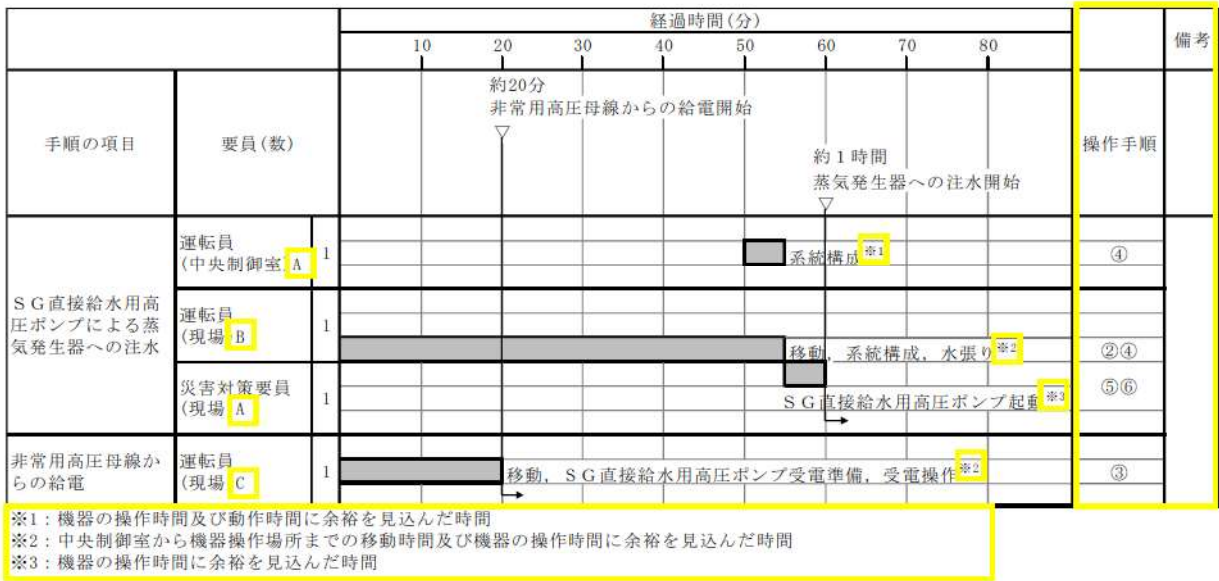 経過時間(分)
備考
10 20 30 40 50 60 70 80
手順の項目
要員(数)
操作手順
約20分
非常用高圧母線からの給電開始
約1時間
蒸気発生器への注水開始
SG直接給水用高
圧ポンプによる蒸
気発生器への注水
運転員
(中央制御室)A
1
系統構成※1
④
運転員
(現場)B
1
移動,系統構成,水張り※2
②④
災害対策要員
(現場)A
1
SG直接給水用高圧ポンプ起動※3
⑤⑥
非常用高圧母線か
らの給電
運転員
(現場)C
1
移動,SG直接給水用高圧ポンプ受電準備,受電操作※2
③
※1:機器の操作時間及び動作時間に余裕を見込んだ時間
※2:中央制御室から機器操作場所までの移動時間及び機器の操作時間に余裕を見込んだ時間
※3:機器の操作時間に余裕を見込んだ時間